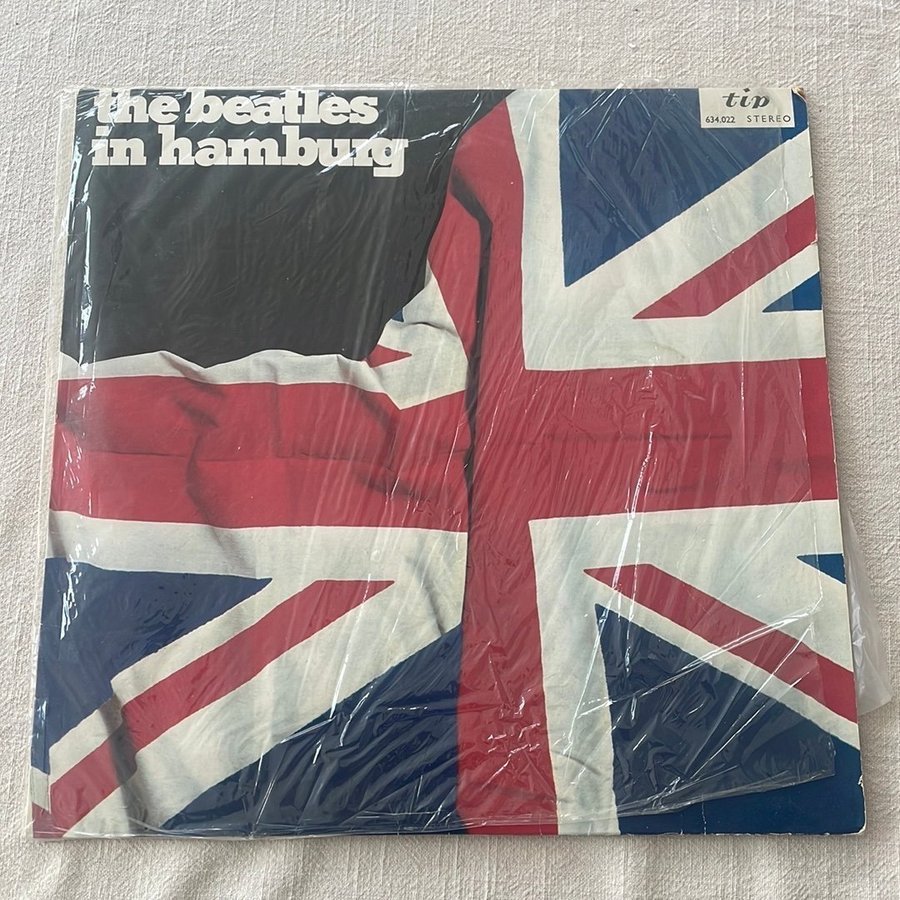 the beatles
in hamburg
tip
634.022 STEREO